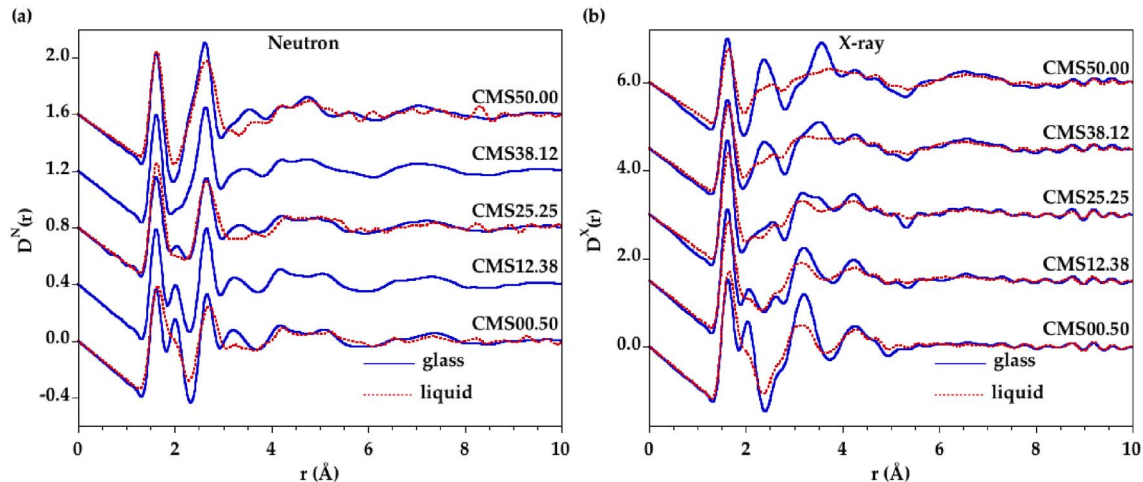 (a)
Neutron
2.0
1.6
1.2
0.8
0.4
0.0
-0.4
D^N(r)
CMS50.00
CMS38.12
CMS25.25
CMS12.38
CMS00.50
glass
liquid
0 2 4 6 8 10
r (Å)
(b)
X-ray
6.0
4.0
2.0
0.0
D^X(r)
CMS50.00
CMS38.12
CMS25.25
CMS12.38
CMS00.50
glass
liquid
0 2 4 6 8 10
r (Å)